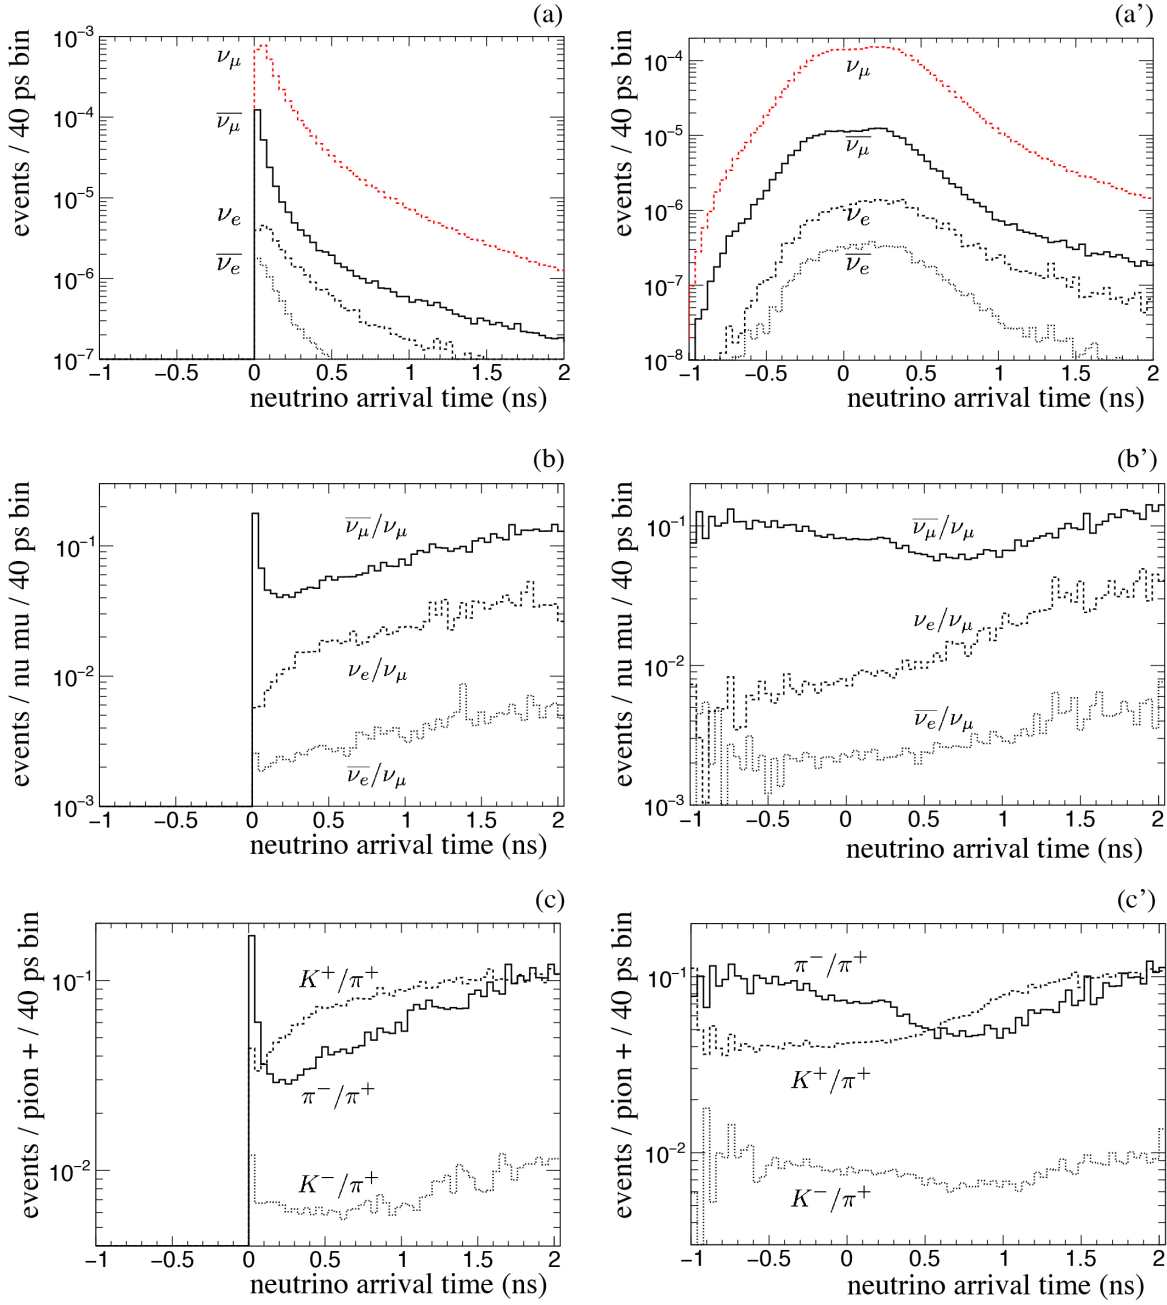 (a)
events / 40 ps bin
10⁻³
10⁻⁴
10⁻⁵
10⁻⁶
10⁻⁷
ν_μ
ν̅_μ
ν_e
ν̅_e
−1 −0.5 0 0.5 1 1.5 2
neutrino arrival time (ns)
(a’)
events / 40 ps bin
10⁻⁴
10⁻⁵
10⁻⁶
10⁻⁷
10⁻⁸
ν_μ
ν̅_μ
ν_e
ν̅_e
−1 −0.5 0 0.5 1 1.5 2
neutrino arrival time (ns)
(b)
events / nu mu / 40 ps bin
10⁻¹
10⁻²
10⁻³
ν̅_μ/ν_μ
ν_e/ν_μ
ν̅_e/ν_μ
−1 −0.5 0 0.5 1 1.5 2
neutrino arrival time (ns)
(b’)
events / nu mu / 40 ps bin
10⁻¹
10⁻²
10⁻³
ν̅_μ/ν_μ
ν_e/ν_μ
ν̅_e/ν_μ
−1 −0.5 0 0.5 1 1.5 2
neutrino arrival time (ns)
(c)
events / pion + / 40 ps bin
10⁻¹
10⁻²
K⁺/π⁺
π⁻/π⁺
K⁻/π⁺
−1 −0.5 0 0.5 1 1.5 2
neutrino arrival time (ns)
(c’)
events / pion + / 40 ps bin
10⁻¹
10⁻²
π⁻/π⁺
K⁺/π⁺
K⁻/π⁺
−1 −0.5 0 0.5 1 1.5 2
neutrino arrival time (ns)